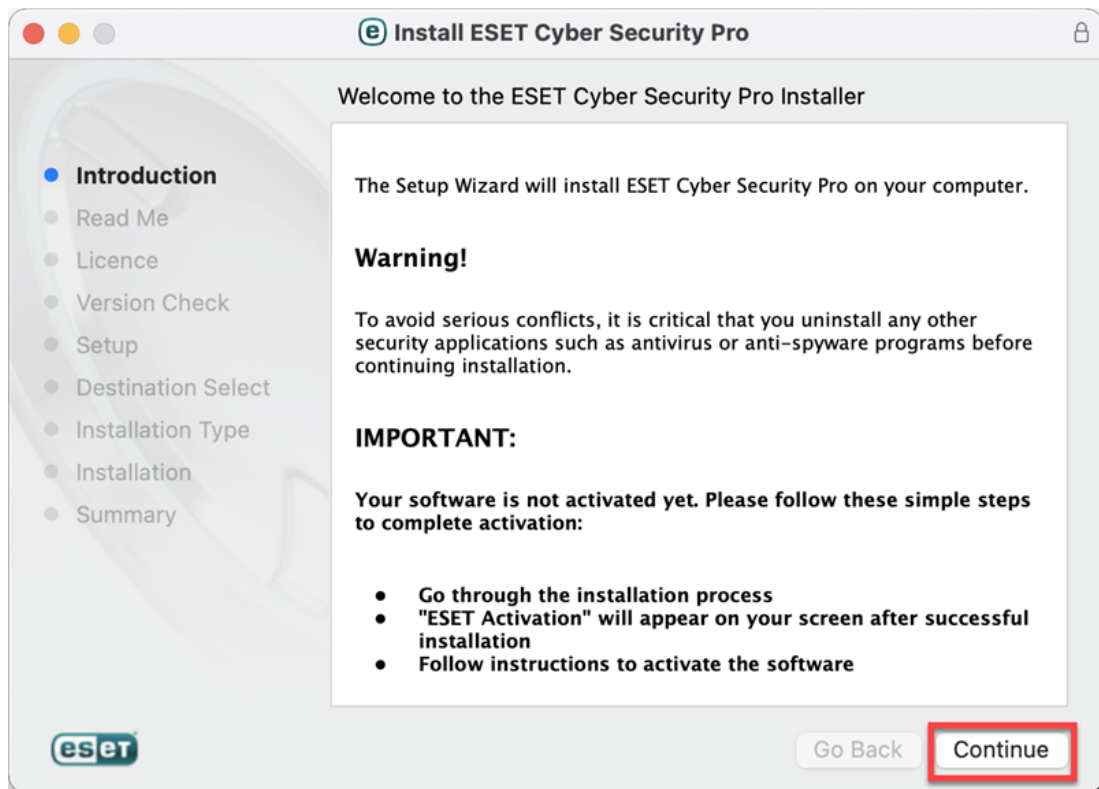 Install ESET Cyber Security Pro
Welcome to the ESET Cyber Security Pro Installer
Introduction
Read Me
Licence
Version Check
Setup
Destination Select
Installation Type
Installation
Summary
The Setup Wizard will install ESET Cyber Security Pro on your computer.
Warning!
To avoid serious conflicts, it is critical that you uninstall any other
security applications such as antivirus or anti-spyware programs before
continuing installation.
IMPORTANT:
Your software is not activated yet. Please follow these simple steps
to complete activation:
• Go through the installation process
• "ESET Activation" will appear on your screen after successful
installation
• Follow instructions to activate the software
eset
Go Back
Continue